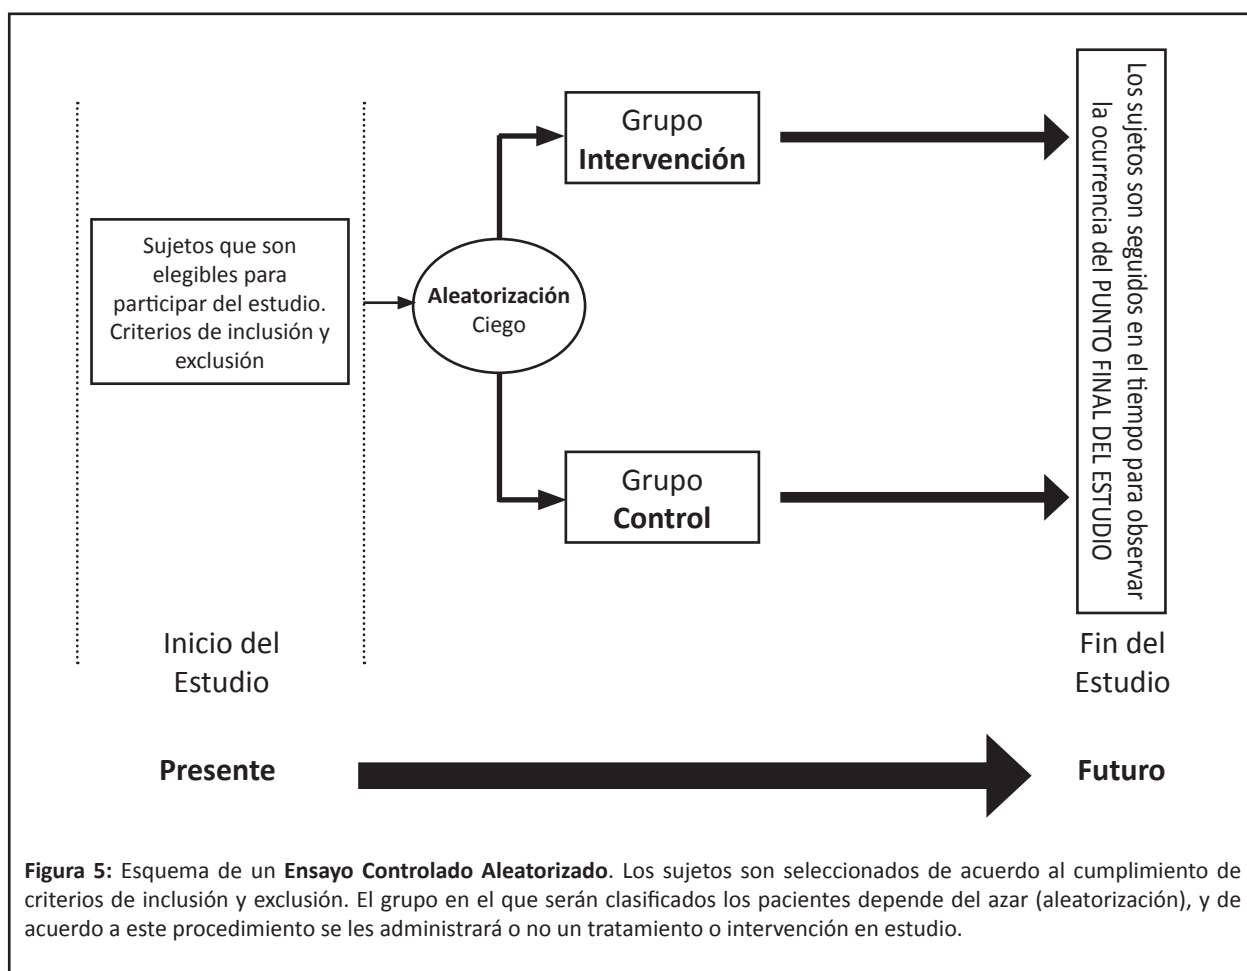 Grupo
Intervención
Los sujetos son seguidos en el tiempo para observar
la ocurrencia del PUNTO FINAL DEL ESTUDIO
Sujetos que son
elegibles para
participar del estudio.
Criterios de inclusión y
exclusión
Aleatorización
Ciego
Grupo
Control
Inicio del
Estudio
Fin del
Estudio
Presente
Futuro
Figura 5: Esquema de un Ensayo Controlado Aleatorizado. Los sujetos son seleccionados de acuerdo al cumplimiento de
criterios de inclusión y exclusión. El grupo en el que serán clasificados los pacientes depende del azar (aleatorización), y de
acuerdo a este procedimiento se les administrará o no un tratamiento o intervención en estudio.